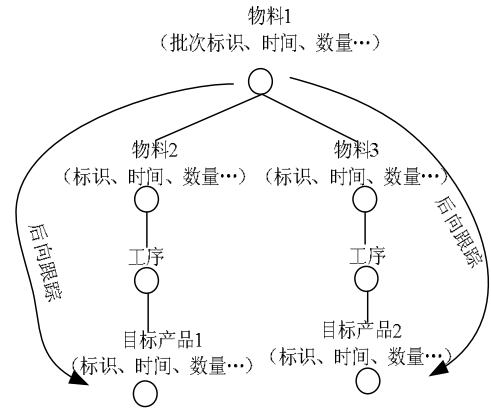 物料1
（批次标识、时间、数量…）
物料2
（标识、时间、数量…）
物料3
（标识、时间、数量…）
后向跟踪
后向跟踪
工序
工序
目标产品1
（标识、时间、数量…）
目标产品2
（标识、时间、数量…）